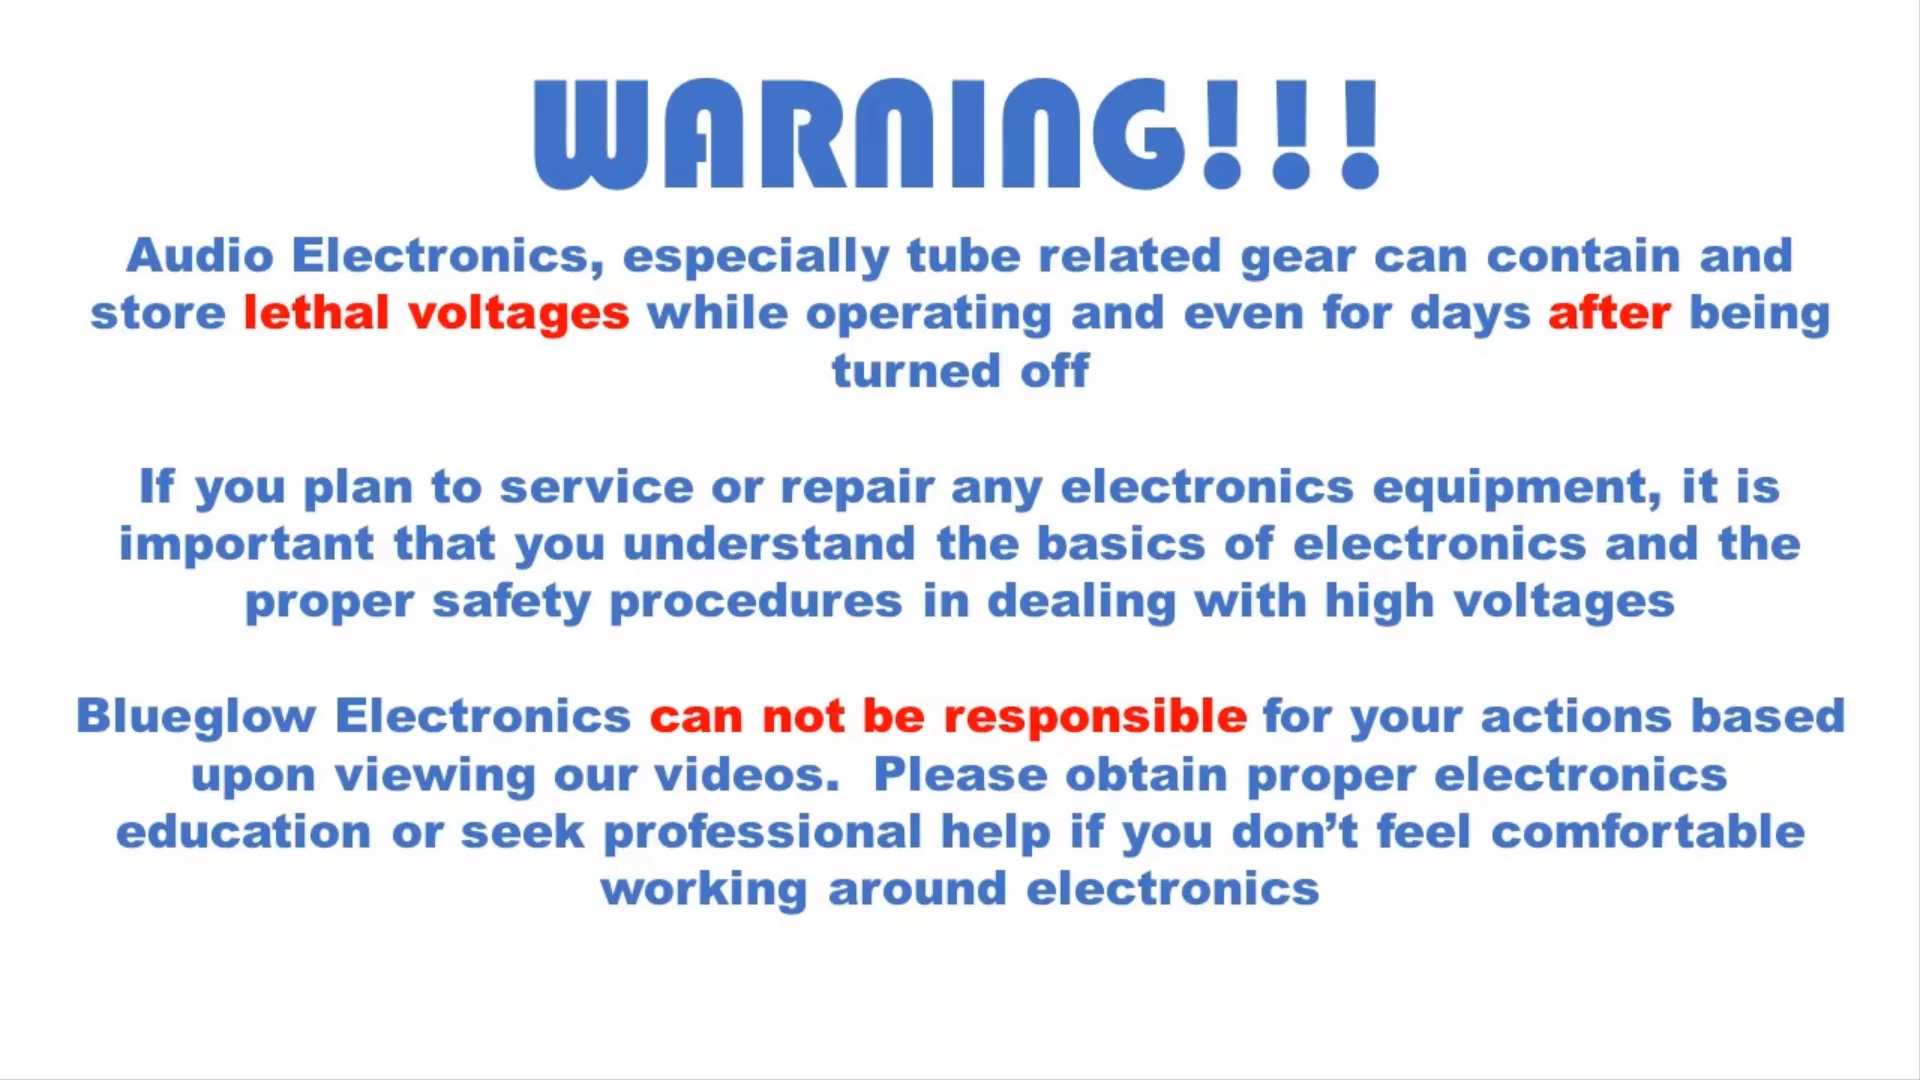 WARNING!!!
Audio Electronics, especially tube related gear can contain and
store lethal voltages while operating and even for days after being
turned off
If you plan to service or repair any electronics equipment, it is
important that you understand the basics of electronics and the
proper safety procedures in dealing with high voltages
Blueglow Electronics can not be responsible for your actions based
upon viewing our videos.  Please obtain proper electronics
education or seek professional help if you don’t feel comfortable
working around electronics